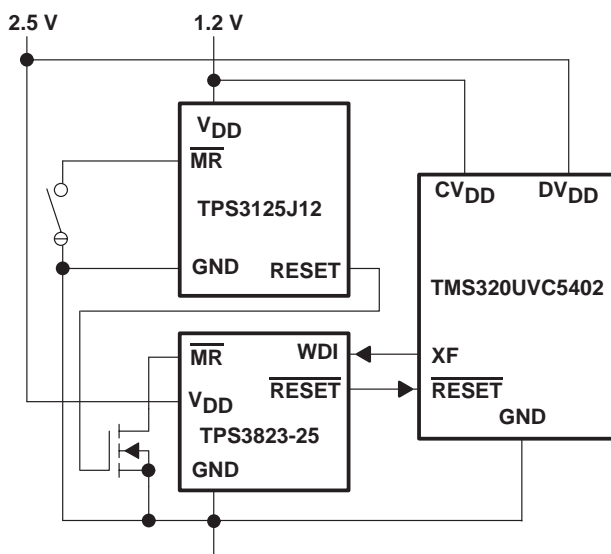 2.5 V
1.2 V
VDD
MR
TPS3125J12
GND
RESET
CVDD
DVDD
TMS320UVC5402
XF
RESET
GND
MR
WDI
RESET
VDD
TPS3823-25
GND